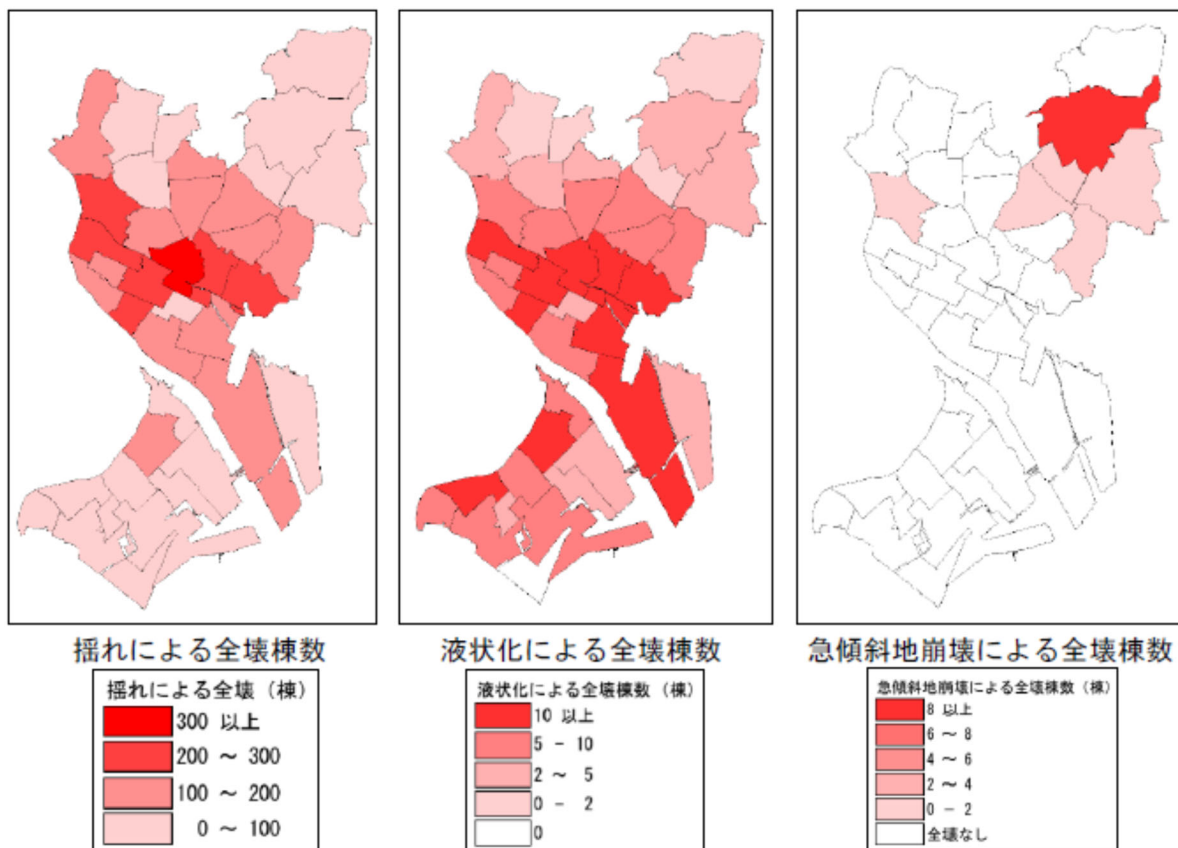 揺れによる全壊棟数
揺れによる全壊（棟）
300 以上
200 ～ 300
100 ～ 200
0 ～ 100
液状化による全壊棟数
液状化による全壊棟数（棟）
10 以上
5 － 10
2 ～ 5
0 － 2
0
急傾斜地崩壊による全壊棟数
急傾斜地崩壊による全壊棟数（棟）
8 以上
6 ～ 8
4 ～ 6
2 ～ 4
0 － 2
全壊なし